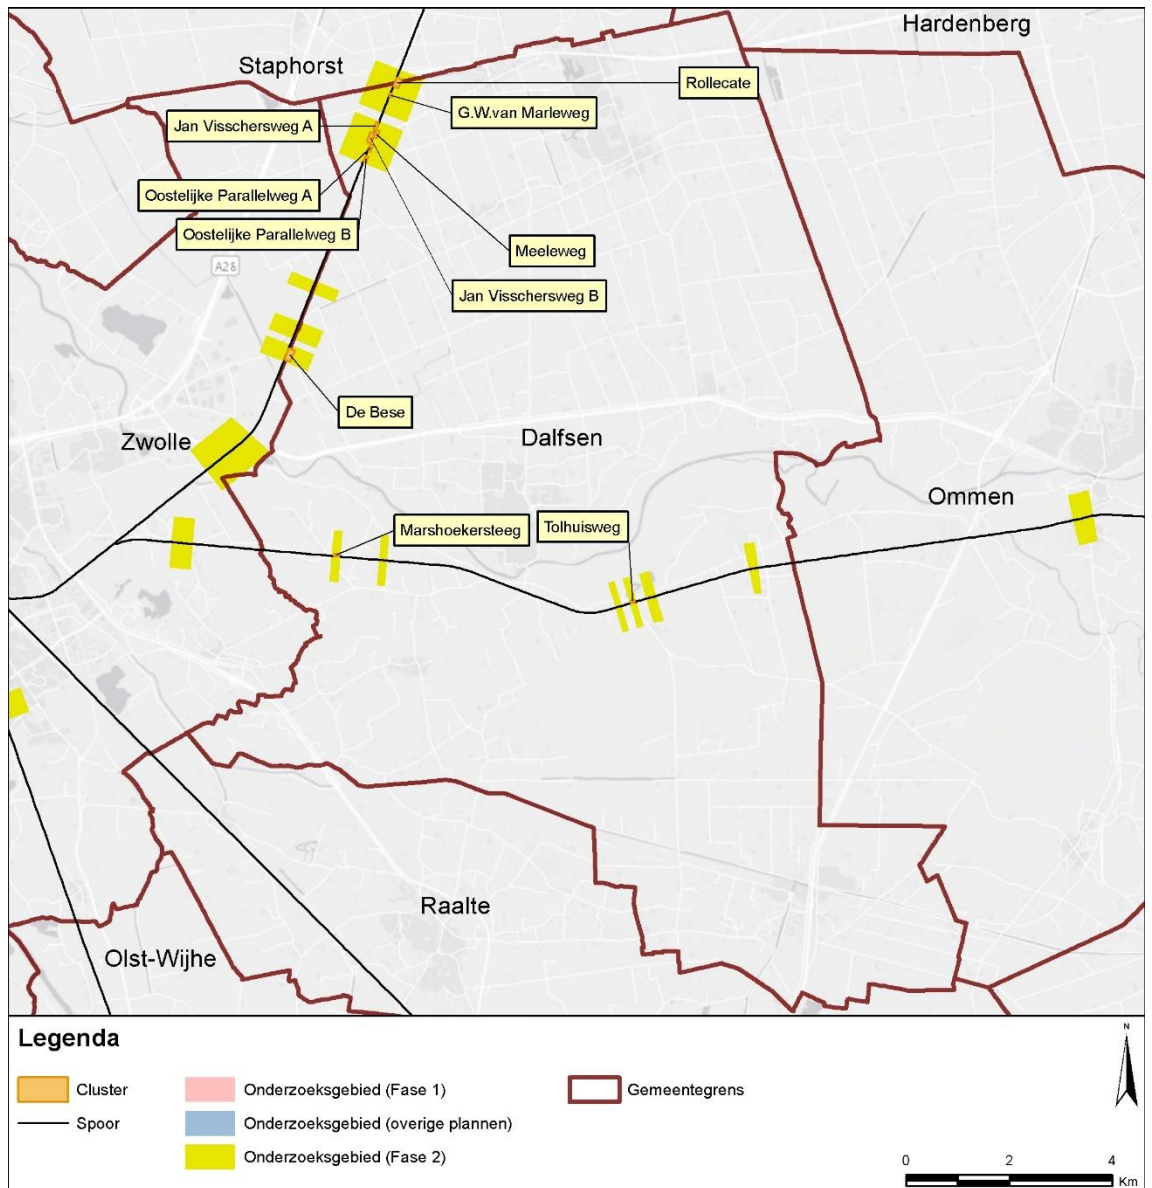 Hardenberg
Staphorst
Rollecate
G.W.van Marleweg
Jan Visschersweg A
Oostelijke Parallelweg A
Oostelijke Parallelweg B
Meeleweg
A28
Jan Visschersweg B
De Bese
Zwolle
Dalfsen
Ommen
Marshoekersteeg
Tolhuisweg
Raalte
Olst-Wijhe
Legenda
Cluster
Spoor
Onderzoeksgebied (Fase 1)
Onderzoeksgebied (overige plannen)
Onderzoeksgebied (Fase 2)
Gemeentegrens
N
0 2 4
Km